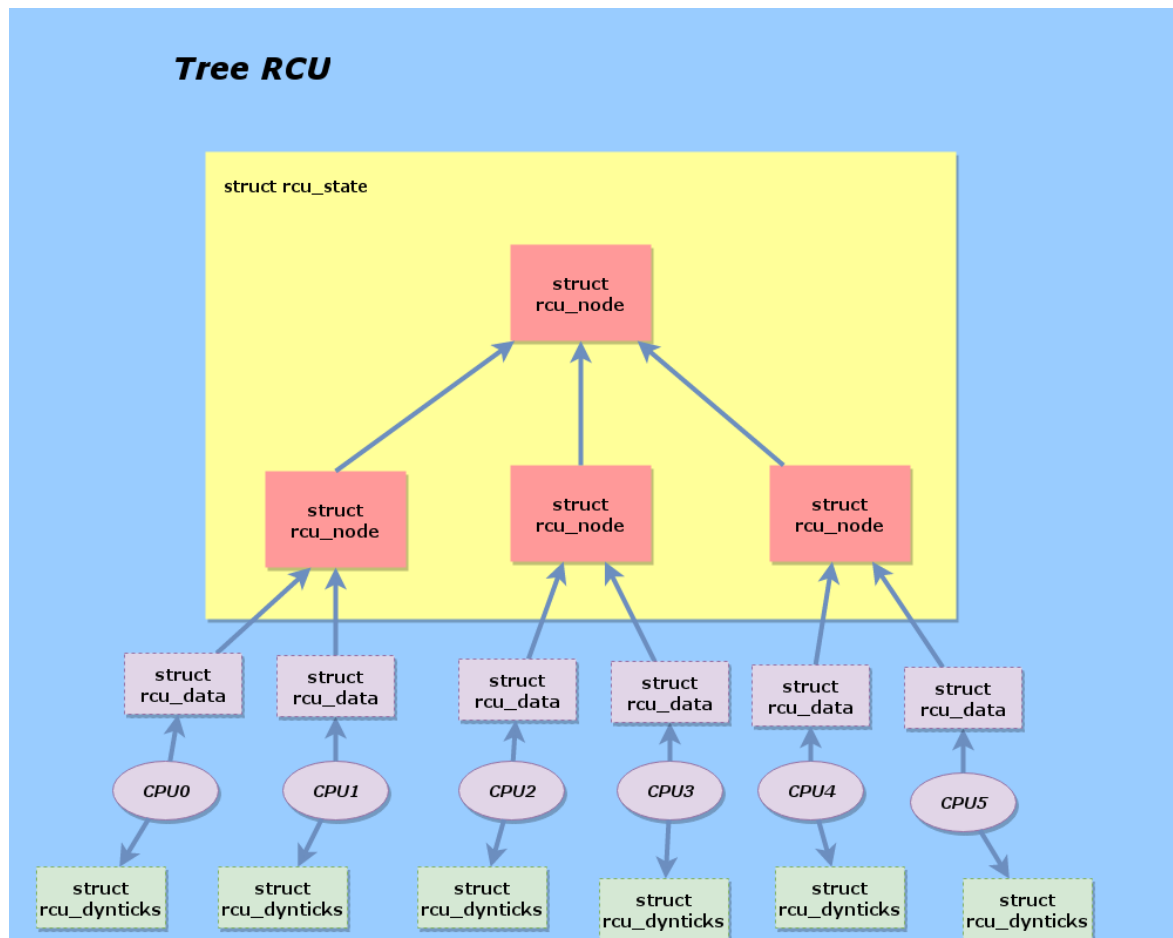 Tree RCU
struct rcu_state
struct
rcu_node
struct
rcu_node
struct
rcu_node
struct
rcu_node
struct
rcu_data
struct
rcu_data
struct
rcu_data
struct
rcu_data
struct
rcu_data
struct
rcu_data
CPU0
CPU1
CPU2
CPU3
CPU4
CPU5
struct
rcu_dynticks
struct
rcu_dynticks
struct
rcu_dynticks
struct
rcu_dynticks
struct
rcu_dynticks
struct
rcu_dynticks